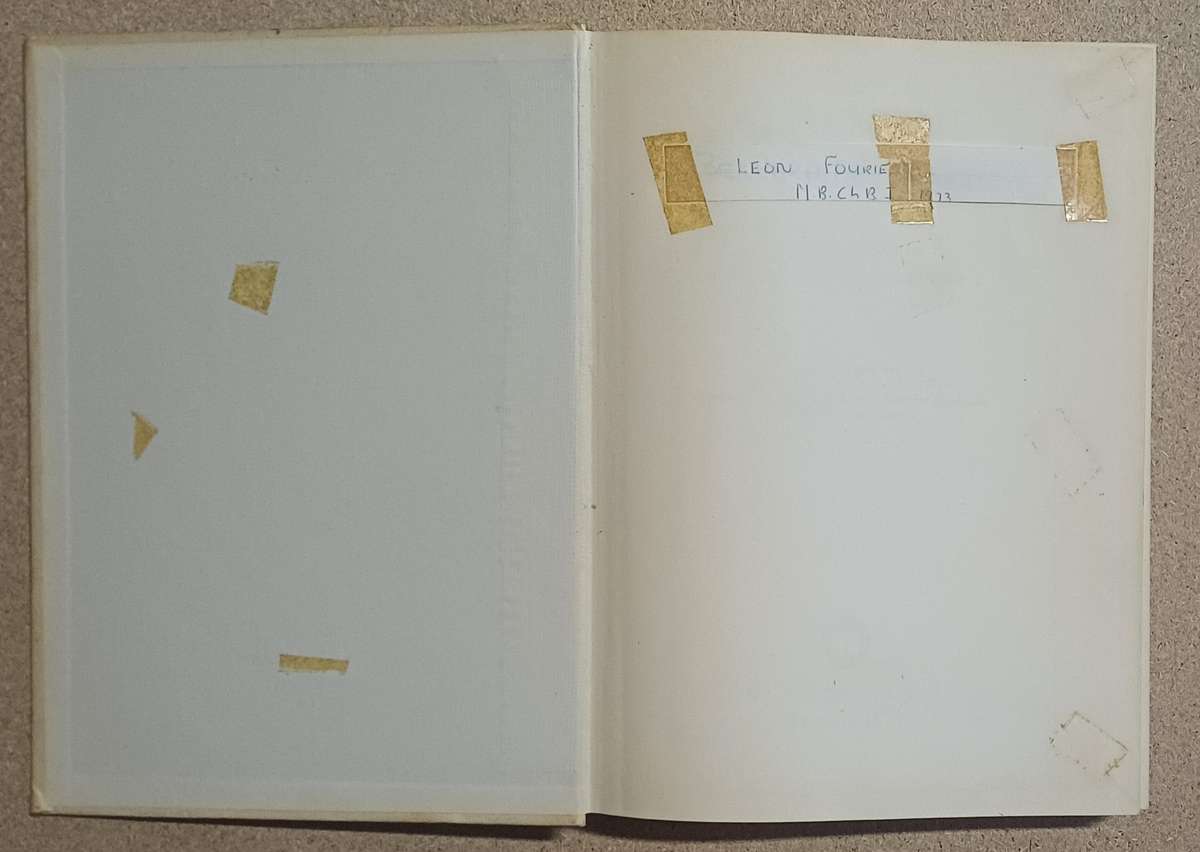 LEON FOURIE
M B.Ch B I 1973